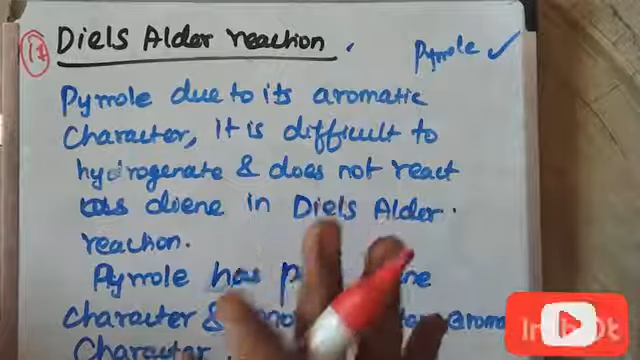 17
Diels Alder reaction.
Pyrrole ✓
Pyrrole due to its aromatic
Character, it is difficult to
hydrogenate & does not react
as diene in Diels Alder
reaction.
Pyrrole has
character &
Character.